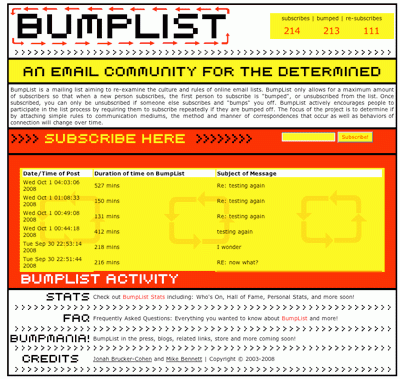 BUMPLIST
subscribes | bumped | re-subscribes
214 213 111
AN EMAIL COMMUNITY FOR THE DETERMINED
BumpList is a mailing list aiming to re-examine the culture and rules of online email lists. BumpList only allows for a maximum amount
of subscribers so that when a new person subscribes, the first person to subscribe is "bumped", or unsubscribed from the list. Once
subscribed, you can only be unsubscribed if someone else subscribes and "bumps" you off. BumpList actively encourages people to
participate in the list process by requiring them to subscribe repeatedly if they are bumped off. The focus of the project is to determine if
by attaching simple rules to communication mediums, the method and manner of correspondences that occur as well as behaviors of
connection will change over time.
>>>> SUBSCRIBE HERE >>>>>>>> Subscribe!
Date/Time of Post Duration of time on BumpList Subject of Message
Wed Oct 1 04:03:06
2008 527 mins Re: testing again
Wed Oct 1 01:08:33
2008 150 mins Re: testing again
Wed Oct 1 00:49:08
2008 131 mins Re: testing again
Wed Oct 1 00:44:18
2008 412 mins testing again
Tue Sep 30 22:53:14
2008 218 mins I wonder
Tue Sep 30 22:51:44
2008 216 mins RE: now what?
BUMPLIST ACTIVITY
STATS Check out BumpList Stats including: Who's On, Hall of Fame, Personal Stats, and more soon!
FAQ Frequently Asked Questions: Everything you wanted to know about BumpList! and more!
BUMPMANIA! BumpList in the press, blogs, related links, store and more coming soon!
CREDITS Jonah Brucker-Cohen and Mike Bennett | Copyright © 2003-2008